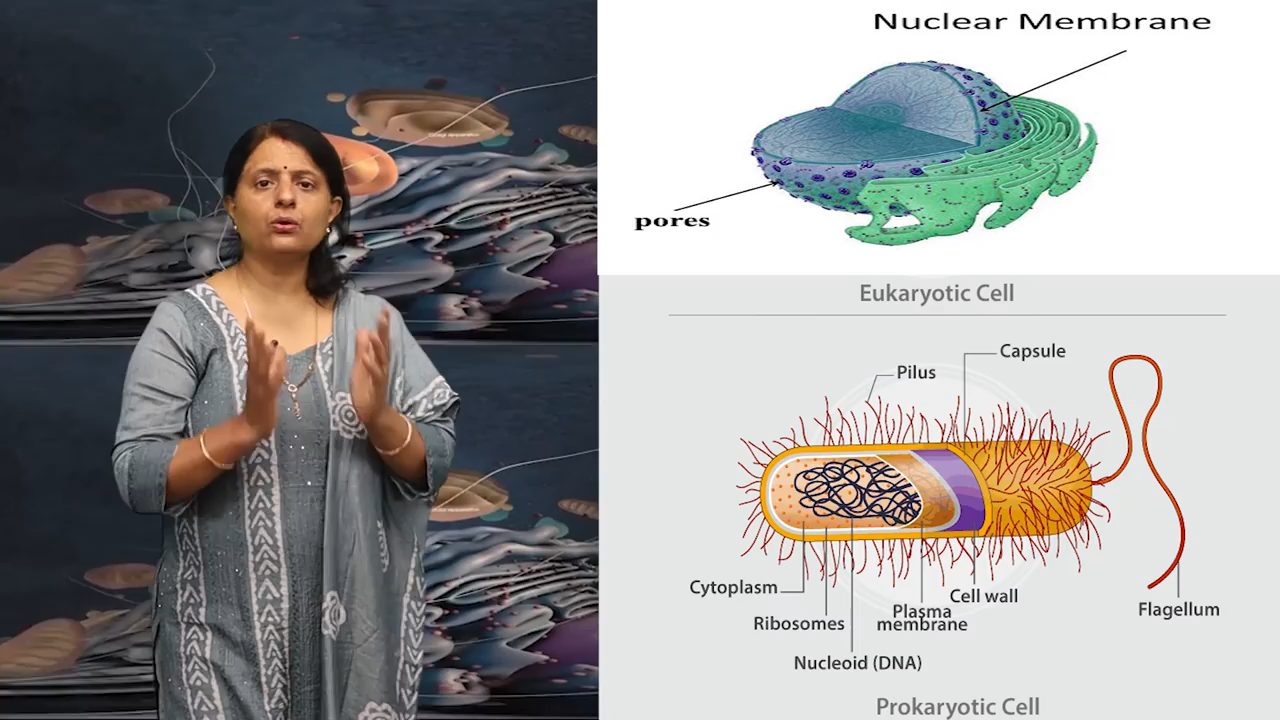 Nuclear Membrane
pores
Eukaryotic Cell
Capsule
Pilus
Cytoplasm
Cell wall
Plasma
membrane
Ribosomes
Flagellum
Nucleoid (DNA)
Prokaryotic Cell